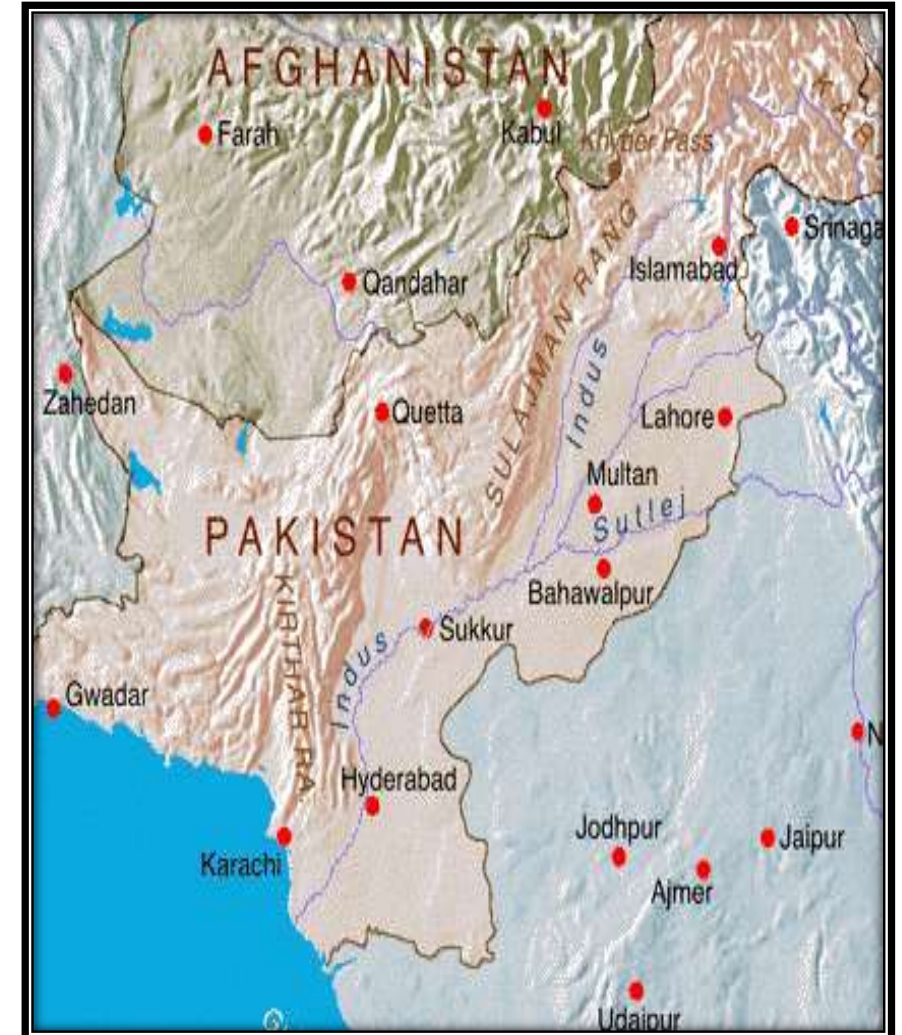 AFGHANISTAN
Farah
Kabul
Khyber Pass
Srinaga
Islamabad
SULAJMAN RANG
Qandahar
Indus
Zahedan
Quetta
Lahore
Multan
Sutlej
PAKISTAN
Bahawalpur
KIRTHAR RA.
Sukkur
Indus
Gwadar
Hyderabad
Karachi
Jodhpur
Jaipur
Ajmer
Udaipur
N